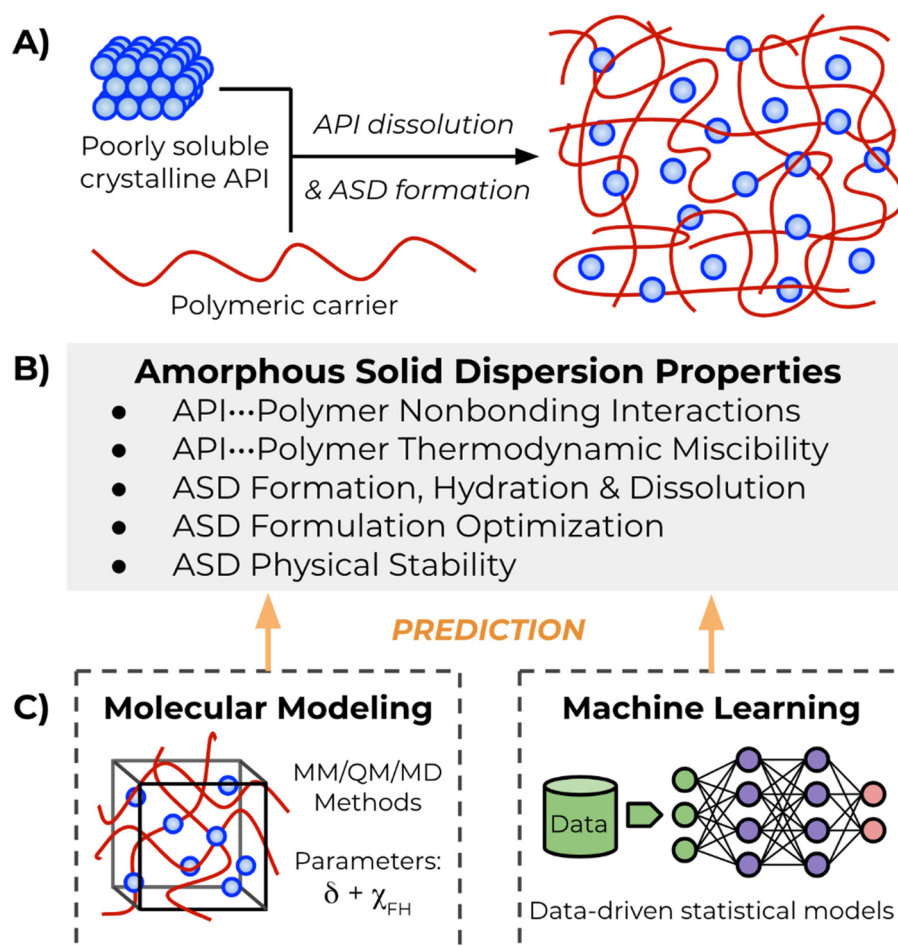 A)
Poorly soluble
crystalline API
API dissolution
& ASD formation
Polymeric carrier
B)
Amorphous Solid Dispersion Properties
● API···Polymer Nonbonding Interactions
● API···Polymer Thermodynamic Miscibility
● ASD Formation, Hydration & Dissolution
● ASD Formulation Optimization
● ASD Physical Stability
PREDICTION
C)
Molecular Modeling
MM/QM/MD
Methods
Parameters:
δ + χFH
Machine Learning
Data
Data-driven statistical models